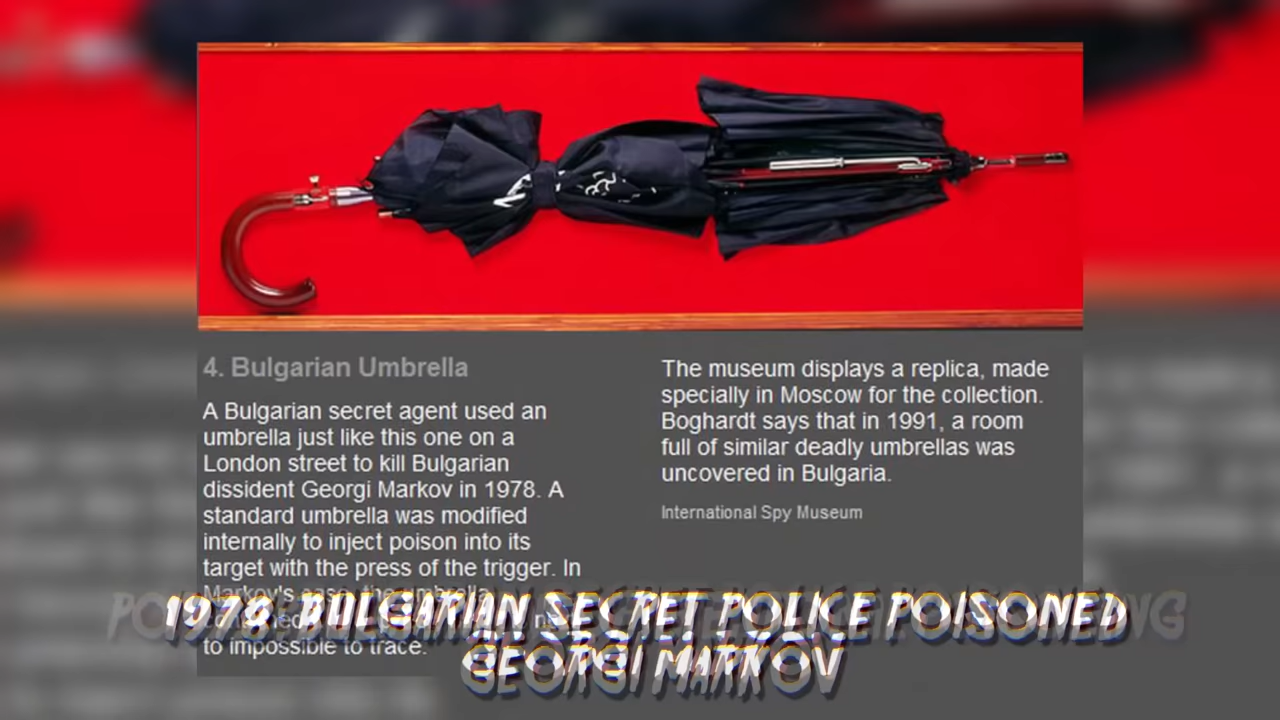 4. Bulgarian Umbrella
A Bulgarian secret agent used an
umbrella just like this one on a
London street to kill Bulgarian
dissident Georgi Markov in 1978. A
standard umbrella was modified
internally to inject poison into its
target with the press of the trigger. In
Markov's case, the umbrella
to impossible to trace.
The museum displays a replica, made
specially in Moscow for the collection.
Boghardt says that in 1991, a room
full of similar deadly umbrellas was
uncovered in Bulgaria.
International Spy Museum
1978: BULGARIAN SECRET POLICE POISONED
GEORGI MARKOV